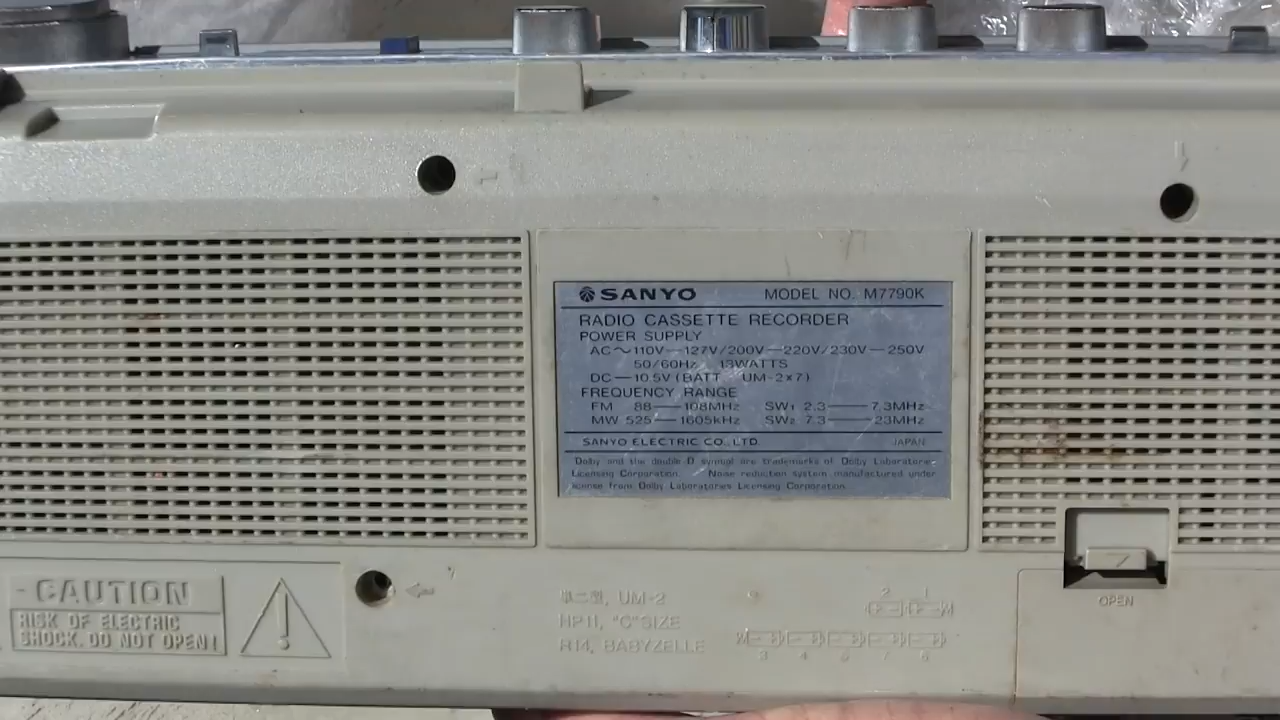 SANYO MODEL NO. M7790K
RADIO CASSETTE RECORDER
POWER SUPPLY
AC~110V—127V/200V—220V/230V—250V
50/60Hz 13WATTS
DC—10.5V (BATT UM-2×7)
FREQUENCY RANGE
FM 88——108MHz SW1 2.3——7.3MHz
MW 525——1605kHz SW2 7.3——23MHz
SANYO ELECTRIC CO., LTD. JAPAN
Dolby and the double D symbol are trademarks of Dolby Laboratories
Licensing Corporation. Noise reduction system manufactured under
license from Dolby Laboratories Licensing Corporation.
CAUTION
RISK OF ELECTRIC
SHOCK. DO NOT OPEN!
単二型, UM-2
HP11, "C" SIZE
R14, BABYZELLE
2 1
3 4 5 7 6
OPEN